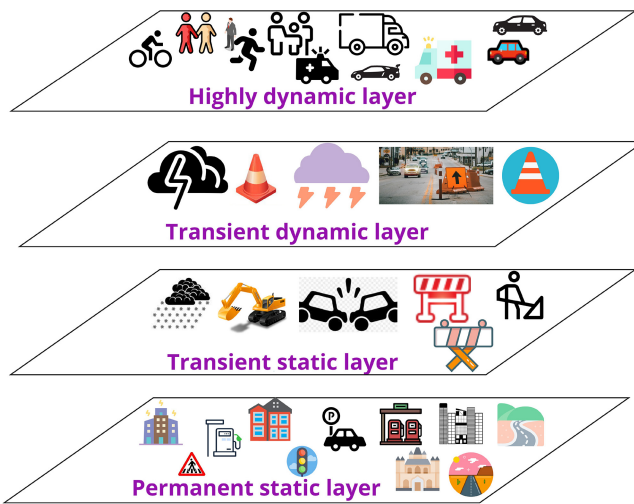 Highly dynamic layer
Transient dynamic layer
Transient static layer
P
Permanent static layer